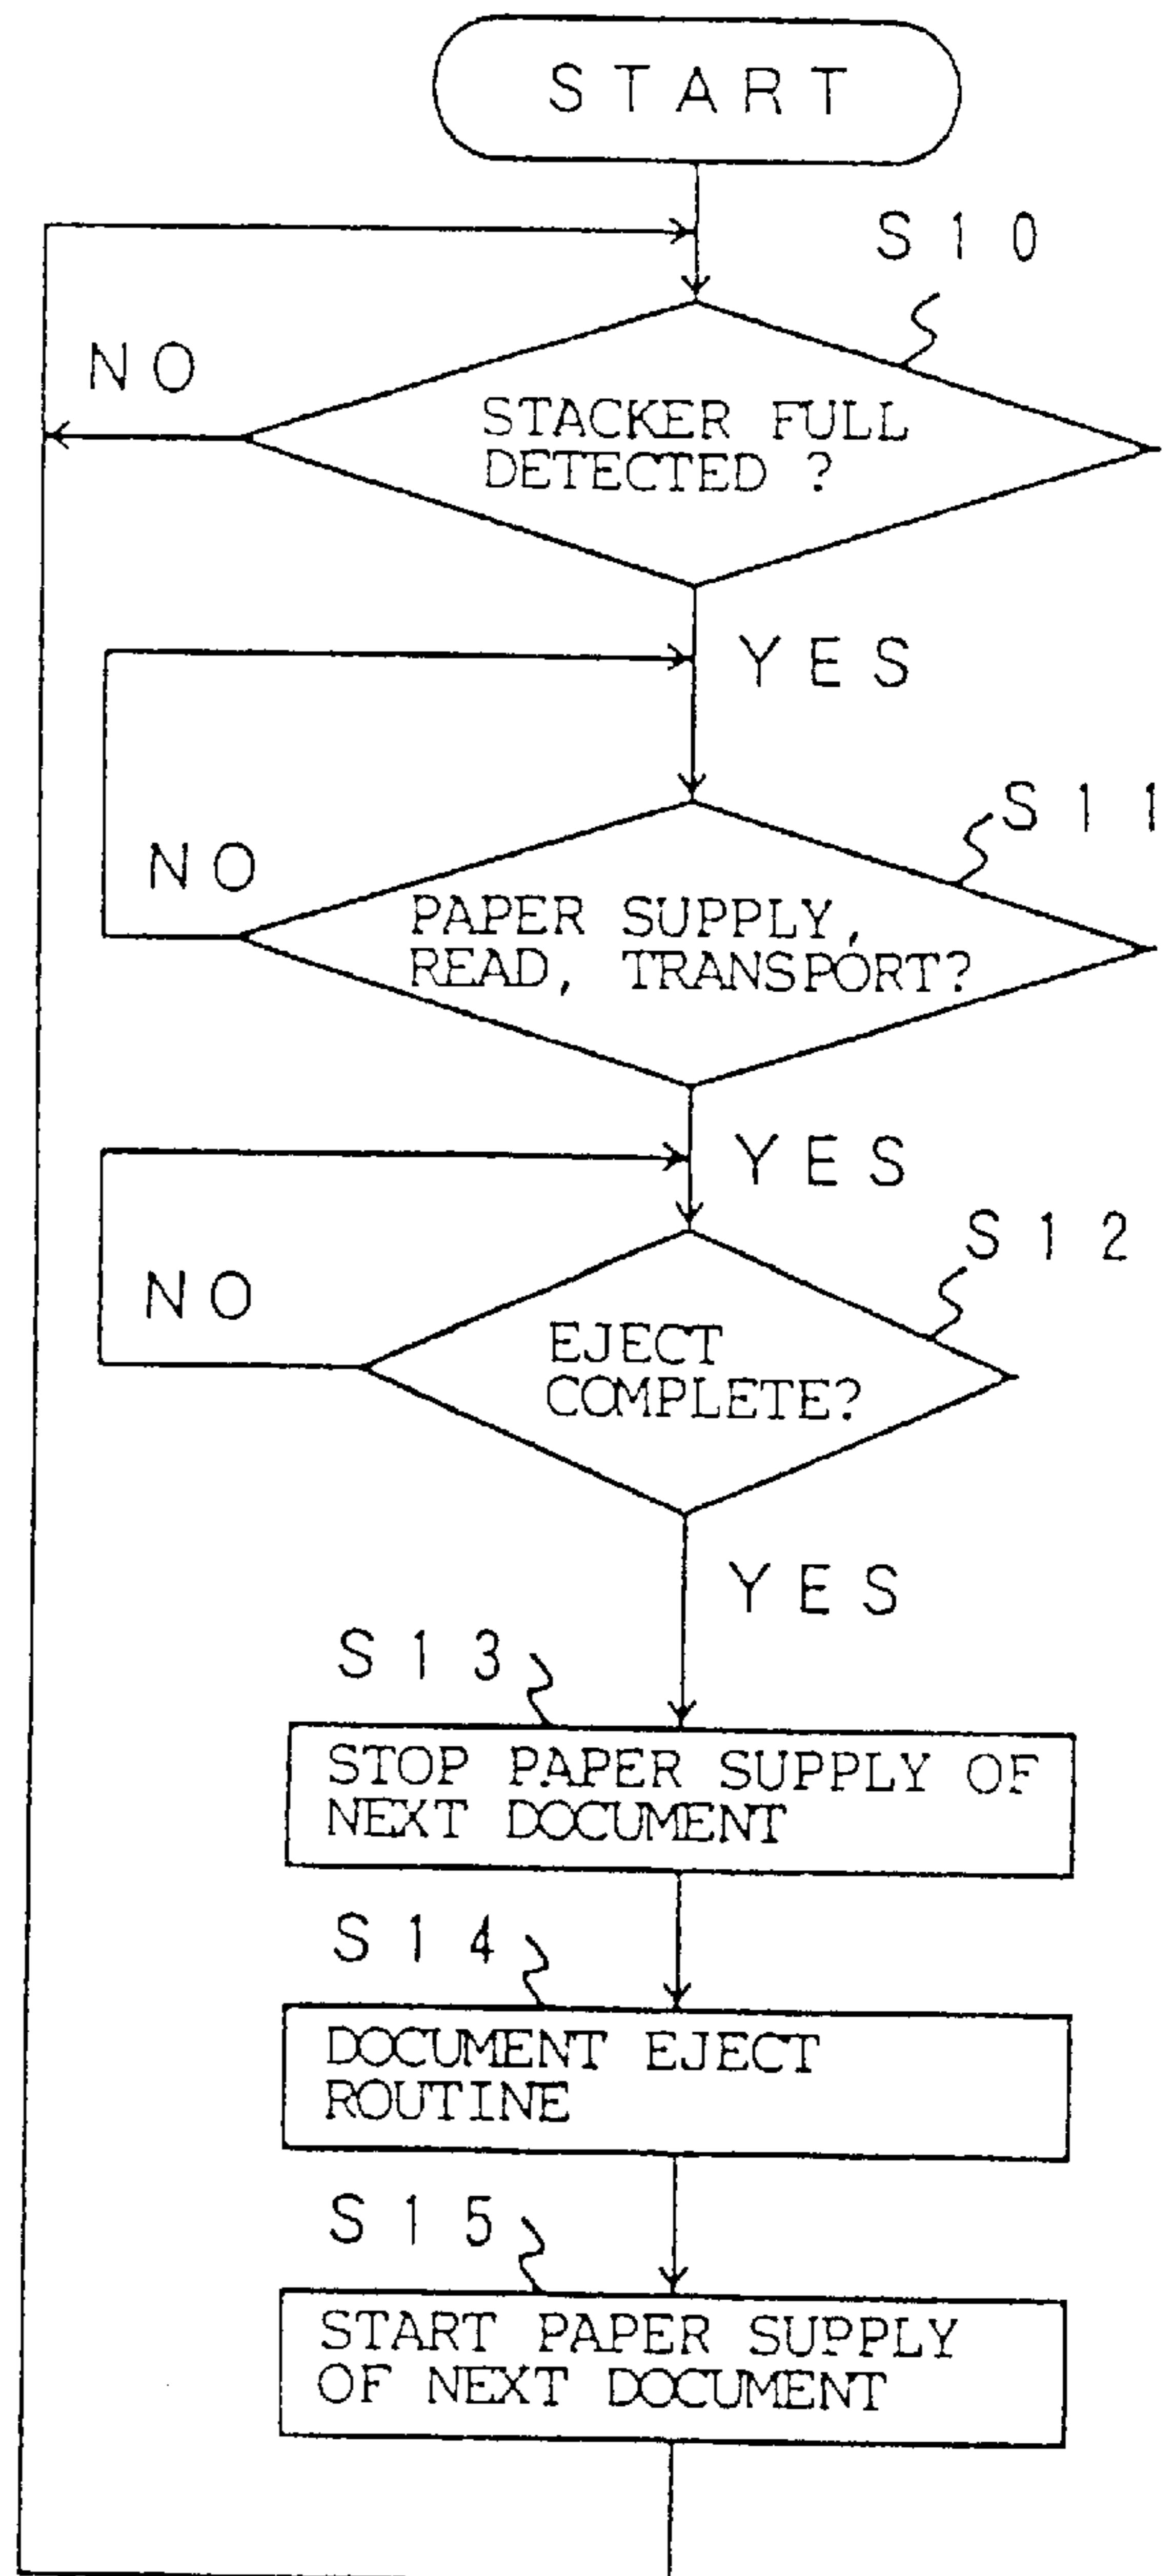 START
S10
NO
STACKER FULL
DETECTED ?
YES
S11
NO
PAPER SUPPLY,
READ, TRANSPORT?
YES
S12
NO
EJECT
COMPLETE?
YES
S13
STOP PAPER SUPPLY OF
NEXT DOCUMENT
S14
DOCUMENT EJECT
ROUTINE
S15
START PAPER SUPPLY
OF NEXT DOCUMENT